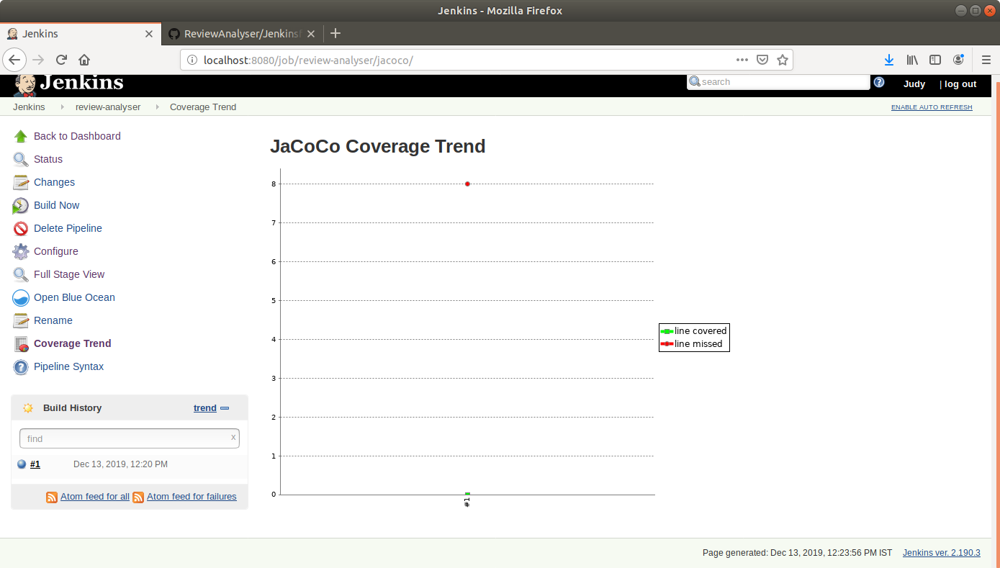 Jenkins - Mozilla Firefox
Jenkins
ReviewAnalyser/Jenkinsf
localhost:8080/job/review-analyser/jacoco/
Jenkins
search
Judy
| log out
Jenkins
review-analyser
Coverage Trend
ENABLE AUTO REFRESH
Back to Dashboard
Status
Changes
Build Now
Delete Pipeline
Configure
Full Stage View
Open Blue Ocean
Rename
Coverage Trend
Pipeline Syntax
Build History
trend
find
x
#1
Dec 13, 2019, 12:20 PM
Atom feed for all
Atom feed for failures
JaCoCo Coverage Trend
8
7
6
5
4
3
2
1
0
#1
line covered
line missed
Page generated: Dec 13, 2019, 12:23:56 PM IST
Jenkins ver. 2.190.3